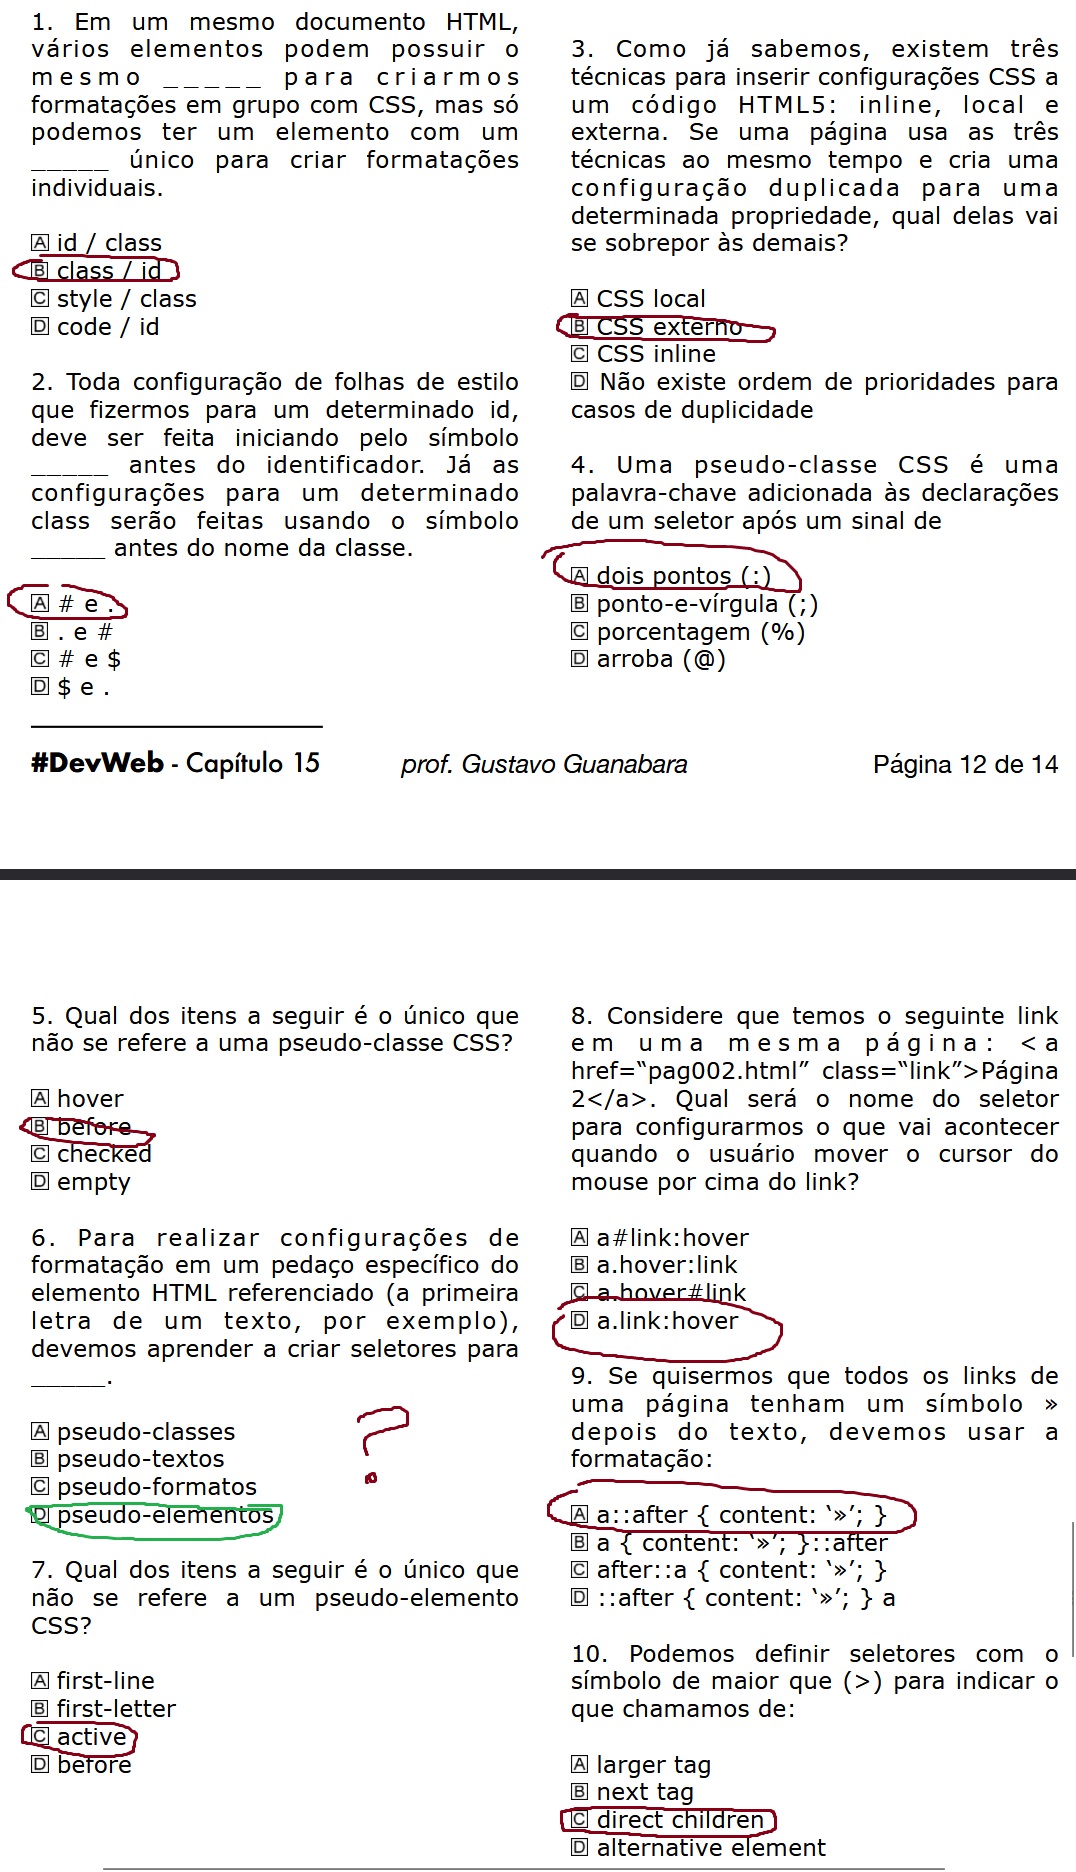 1. Em um mesmo documento HTML,
vários elementos podem possuir o
mesmo _____ para criarmos
formatações em grupo com CSS, mas só
podemos ter um elemento com um
_____ único para criar formatações
individuais.
A id / class
B class / id
C style / class
D code / id
2. Toda configuração de folhas de estilo
que fizermos para um determinado id,
deve ser feita iniciando pelo símbolo
_____ antes do identificador. Já as
configurações para um determinado
class serão feitas usando o símbolo
_____ antes do nome da classe.
A # e .
B . e #
C # e $
D $ e .
3. Como já sabemos, existem três
técnicas para inserir configurações CSS a
um código HTML5: inline, local e
externa. Se uma página usa as três
técnicas ao mesmo tempo e cria uma
configuração duplicada para uma
determinada propriedade, qual delas vai
se sobrepor às demais?
A CSS local
B CSS externo
C CSS inline
D Não existe ordem de prioridades para
casos de duplicidade
4. Uma pseudo-classe CSS é uma
palavra-chave adicionada às declarações
de um seletor após um sinal de
A dois pontos (:)
B ponto-e-vírgula (;)
C porcentagem (%)
D arroba (@)
#DevWeb - Capítulo 15 prof. Gustavo Guanabara Página 12 de 14
5. Qual dos itens a seguir é o único que
não se refere a uma pseudo-classe CSS?
A hover
B before
C checked
D empty
6. Para realizar configurações de
formatação em um pedaço específico do
elemento HTML referenciado (a primeira
letra de um texto, por exemplo),
devemos aprender a criar seletores para
_____.
A pseudo-classes
B pseudo-textos
C pseudo-formatos
D pseudo-elementos
?
7. Qual dos itens a seguir é o único que
não se refere a um pseudo-elemento
CSS?
A first-line
B first-letter
C active
D before
8. Considere que temos o seguinte link
em uma mesma página: <a
href=“pag002.html” class=“link”>Página
2</a>. Qual será o nome do seletor
para configurarmos o que vai acontecer
quando o usuário mover o cursor do
mouse por cima do link?
A a#link:hover
B a.hover:link
C a.hover#link
D a.link:hover
9. Se quisermos que todos os links de
uma página tenham um símbolo »
depois do texto, devemos usar a
formatação:
A a::after { content: ‘»’; }
B a { content: ‘»’; }::after
C after::a { content: ‘»’; }
D ::after { content: ‘»’; } a
10. Podemos definir seletores com o
símbolo de maior que (>) para indicar o
que chamamos de:
A larger tag
B next tag
C direct children
D alternative element